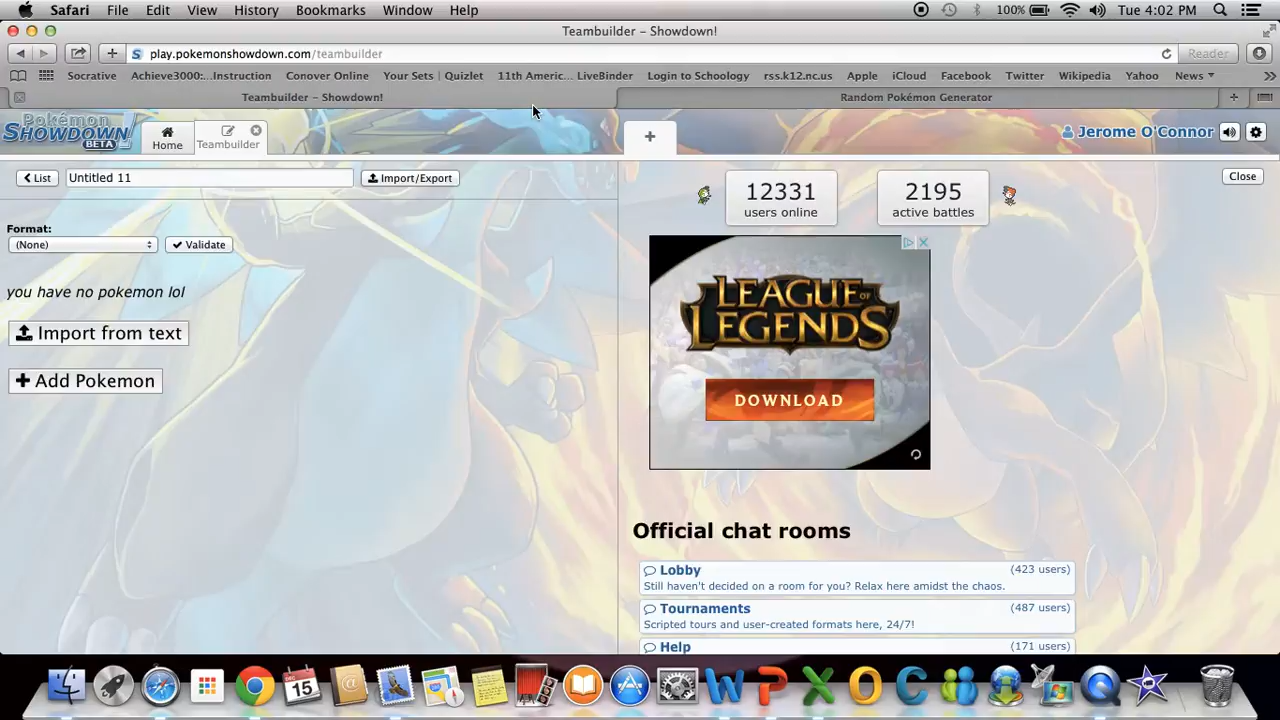 Safari File Edit View History Bookmarks Window Help 100% Tue 4:02 PM
Teambuilder – Showdown!
play.pokemonshowdown.com/teambuilder Reader
Socrative Achieve3000:...Instruction Conover Online Your Sets | Quizlet 11th Americ... LiveBinder Login to Schoology rss.k12.nc.us Apple iCloud Facebook Twitter Wikipedia Yahoo News
Teambuilder – Showdown! Random Pokémon Generator
Pokémon
SHOWDOWN!
BETA
Home
Teambuilder
Jerome O'Connor
List
Untitled 11
Import/Export
Close
12331
users online
2195
active battles
Format:
(None)
Validate
you have no pokemon lol
Import from text
Add Pokemon
LEAGUE OF
LEGENDS
DOWNLOAD
Official chat rooms
Lobby (423 users)
Still haven't decided on a room for you? Relax here amidst the chaos.
Tournaments (487 users)
Scripted tours and user-created formats here, 24/7!
Help (171 users)
DEC
15
W P X O C